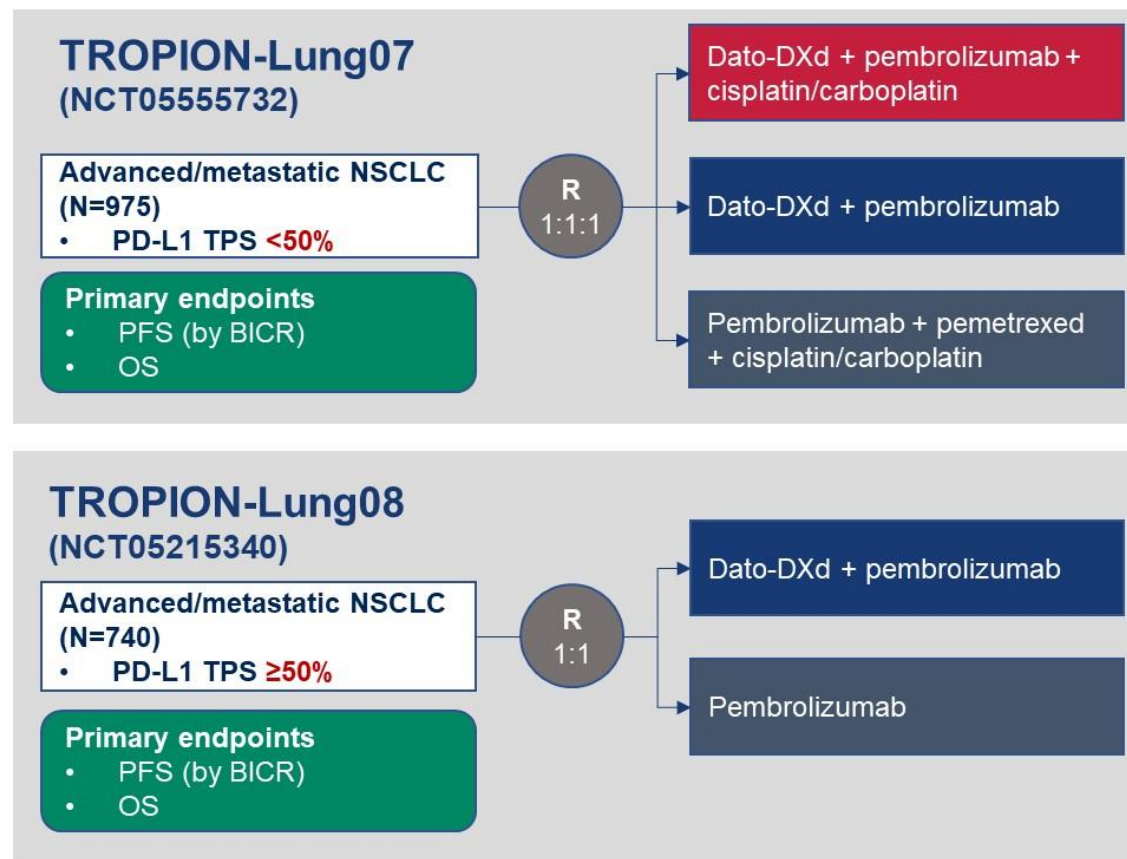 TROPION-Lung07
(NCT05555732)
Advanced/metastatic NSCLC
(N=975)
• PD-L1 TPS <50%
Primary endpoints
• PFS (by BICR)
• OS
R
1:1:1
Dato-DXd + pembrolizumab +
cisplatin/carboplatin
Dato-DXd + pembrolizumab
Pembrolizumab + pemetrexed
+ cisplatin/carboplatin
TROPION-Lung08
(NCT05215340)
Advanced/metastatic NSCLC
(N=740)
• PD-L1 TPS ≥50%
Primary endpoints
• PFS (by BICR)
• OS
R
1:1
Dato-DXd + pembrolizumab
Pembrolizumab